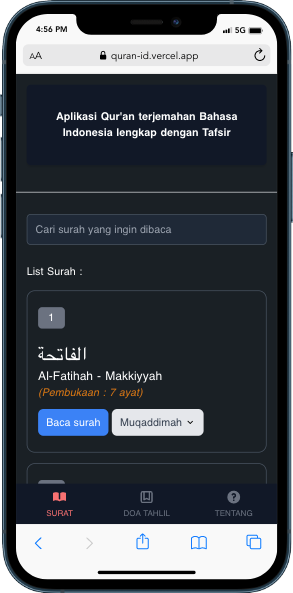 4:56 PM
5G
AA
quran-id.vercel.app
Aplikasi Qur'an terjemahan Bahasa
Indonesia lengkap dengan Tafsir
Cari surah yang ingin dibaca
List Surah :
1
الفاتحة
Al-Fatihah - Makkiyyah
(Pembukaan : 7 ayat)
Baca surah
Muqaddimah
SURAT
DOA TAHLIL
TENTANG